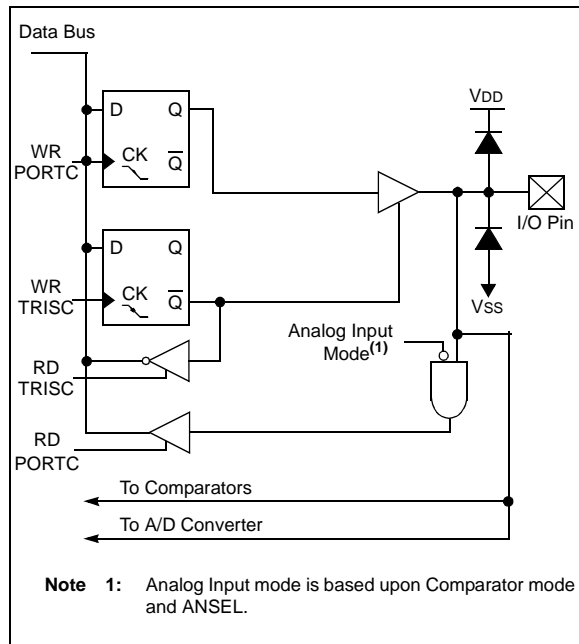 Data Bus
D Q
VDD
WR
PORTC
CK Q
I/O Pin
D Q
WR
TRISC
CK Q
VSS
Analog Input
Mode(1)
RD
TRISC
RD
PORTC
To Comparators
To A/D Converter
Note 1: Analog Input mode is based upon Comparator mode
and ANSEL.